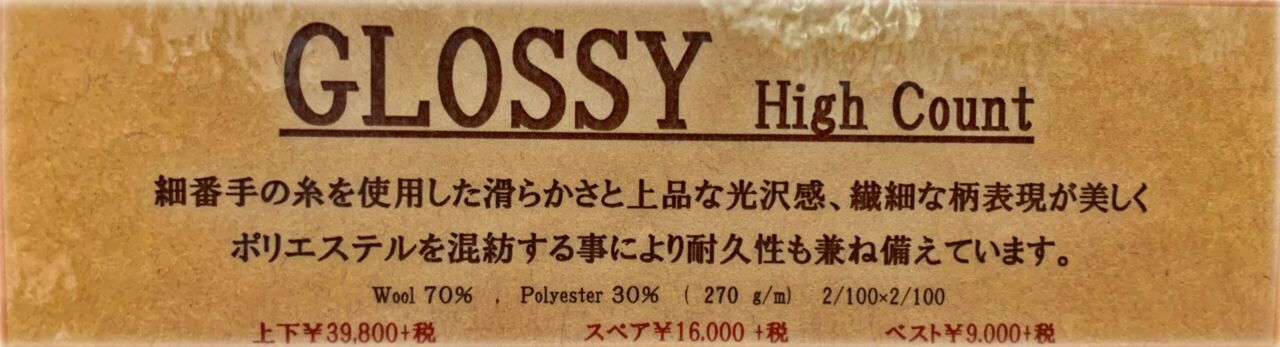 GLOSSY High Count
細番手の糸を使用した滑らかさと上品な光沢感、繊細な柄表現が美しく
ポリエステルを混紡する事により耐久性も兼ね備えています。
Wool 70% , Polyester 30% ( 270 g/m) 2/100×2/100
上下¥39,800+税 スペア¥16,000 +税 ベスト¥9,000+税